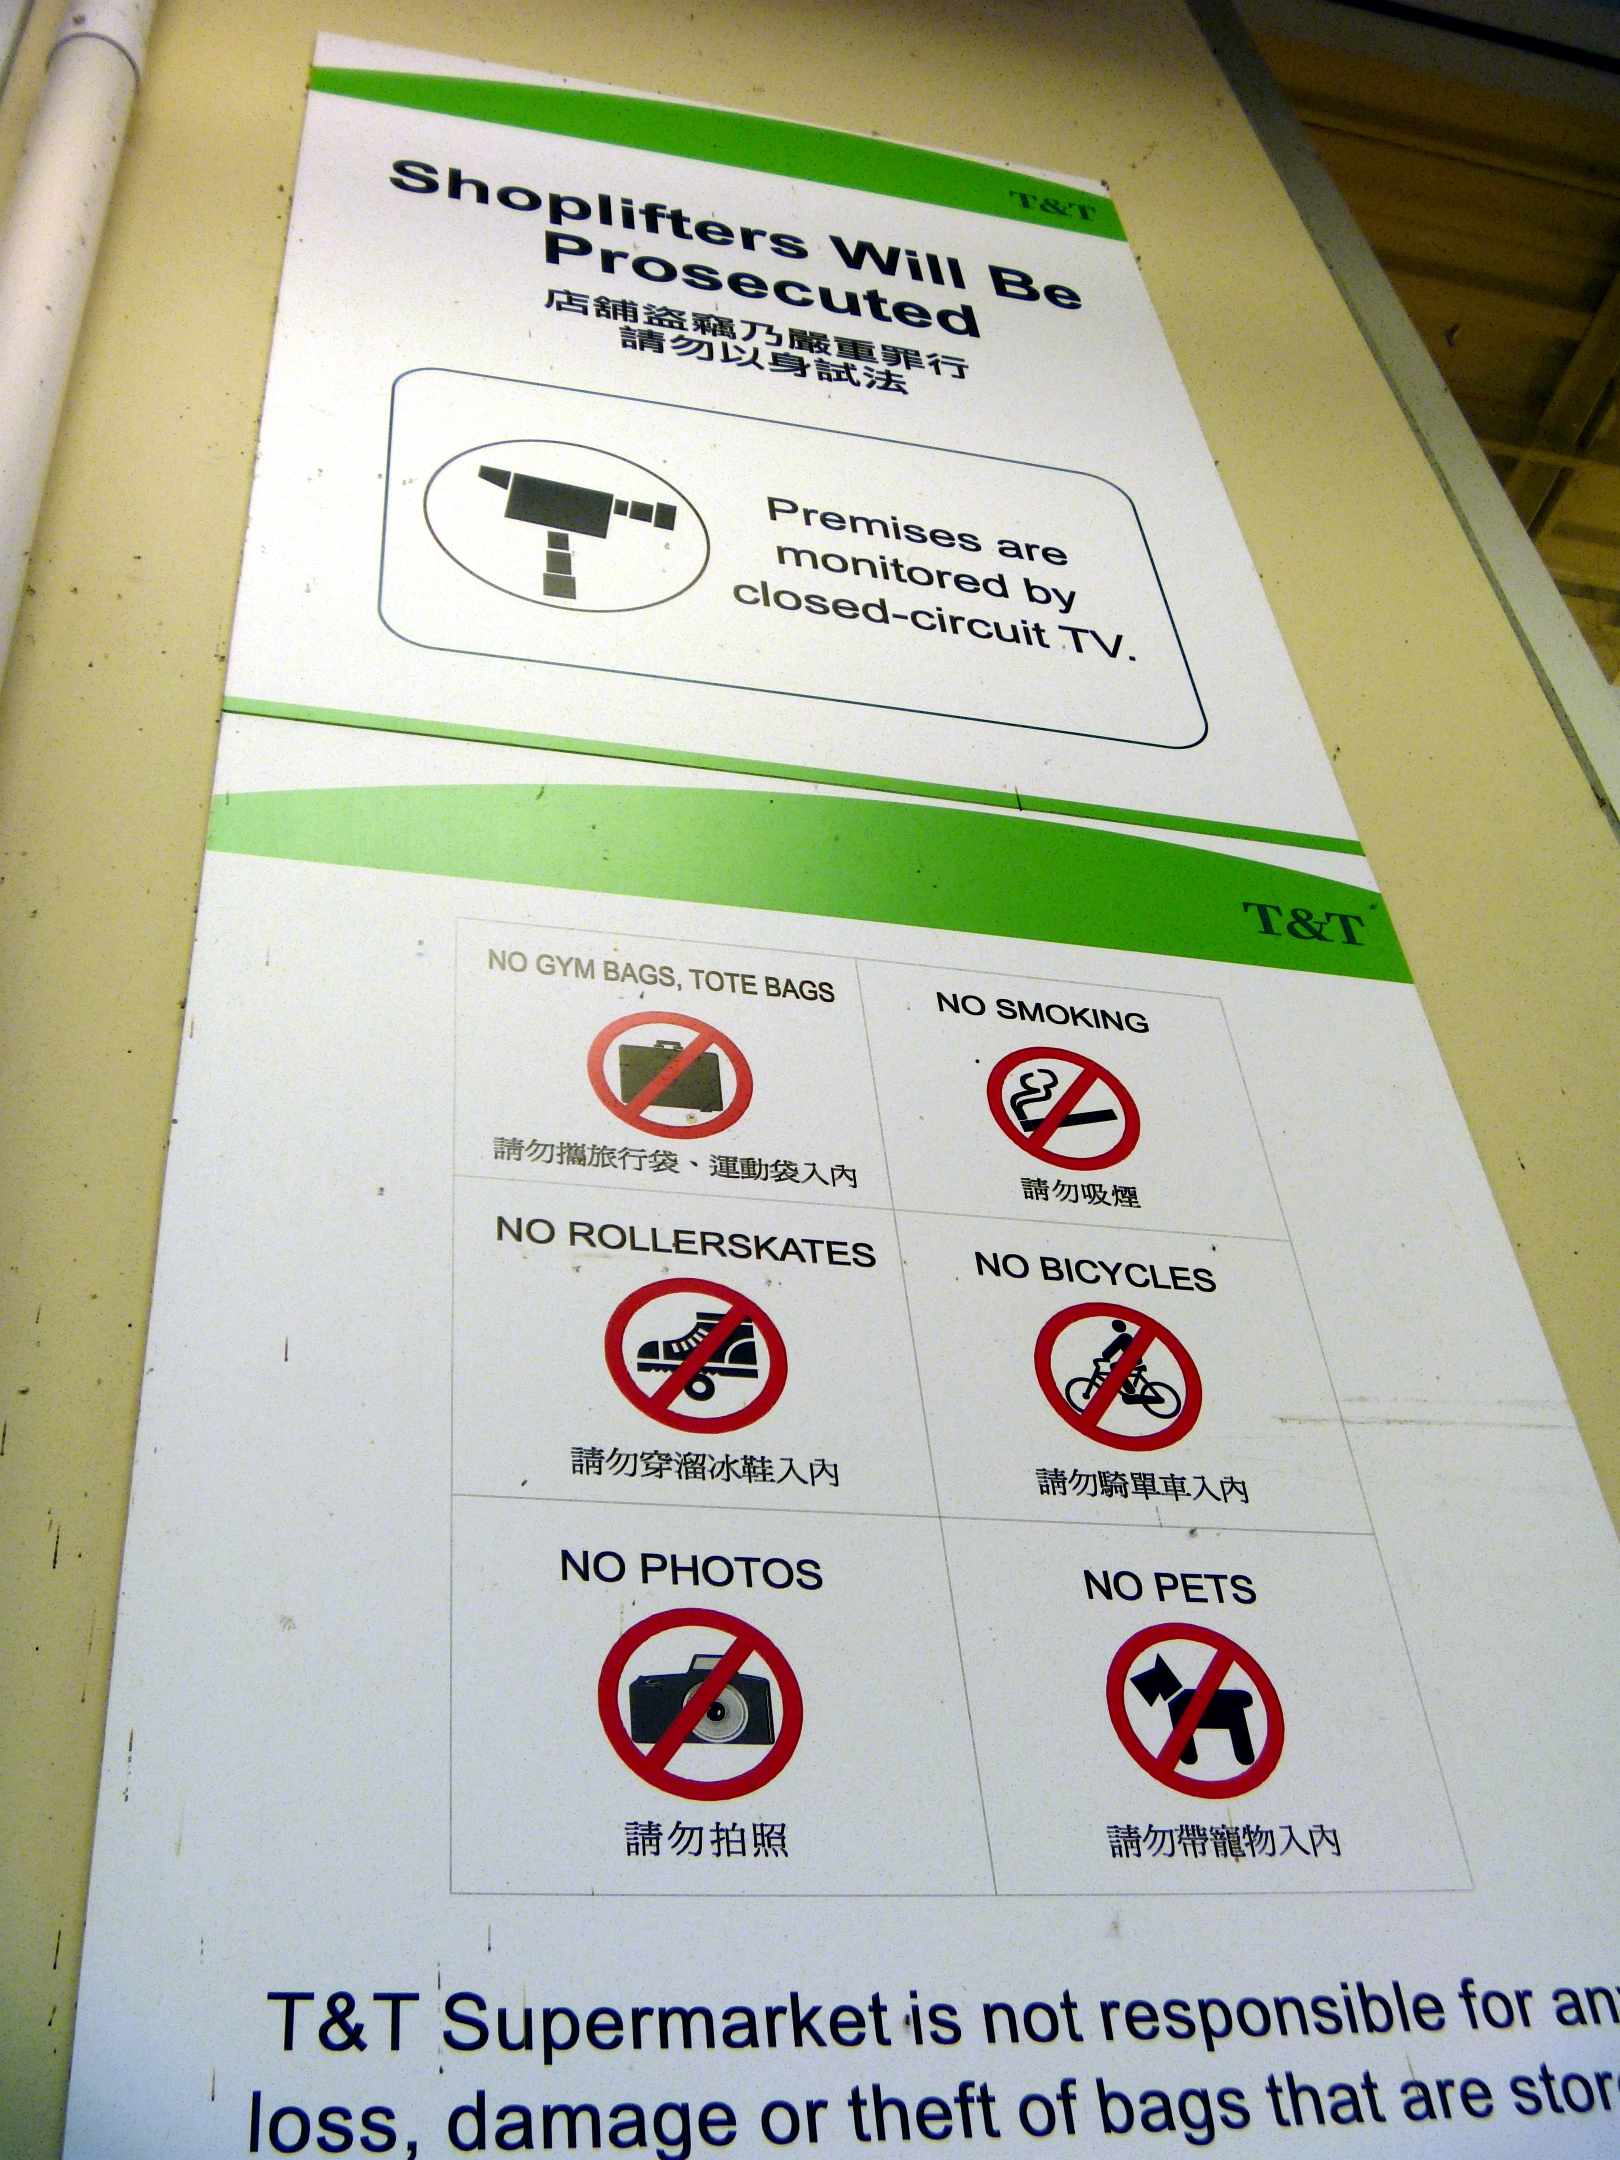 T&T
Shoplifters Will Be
Prosecuted
店舖盜竊乃嚴重罪行
請勿以身試法
Premises are
monitored by
closed-circuit TV.
T&T
NO GYM BAGS, TOTE BAGS
請勿攜旅行袋、運動袋入內
NO SMOKING
請勿吸煙
NO ROLLERSKATES
請勿穿溜冰鞋入內
NO BICYCLES
請勿騎單車入內
NO PHOTOS
請勿拍照
NO PETS
請勿帶寵物入內
T&T Supermarket is not responsible for
loss, damage or theft of bags that are